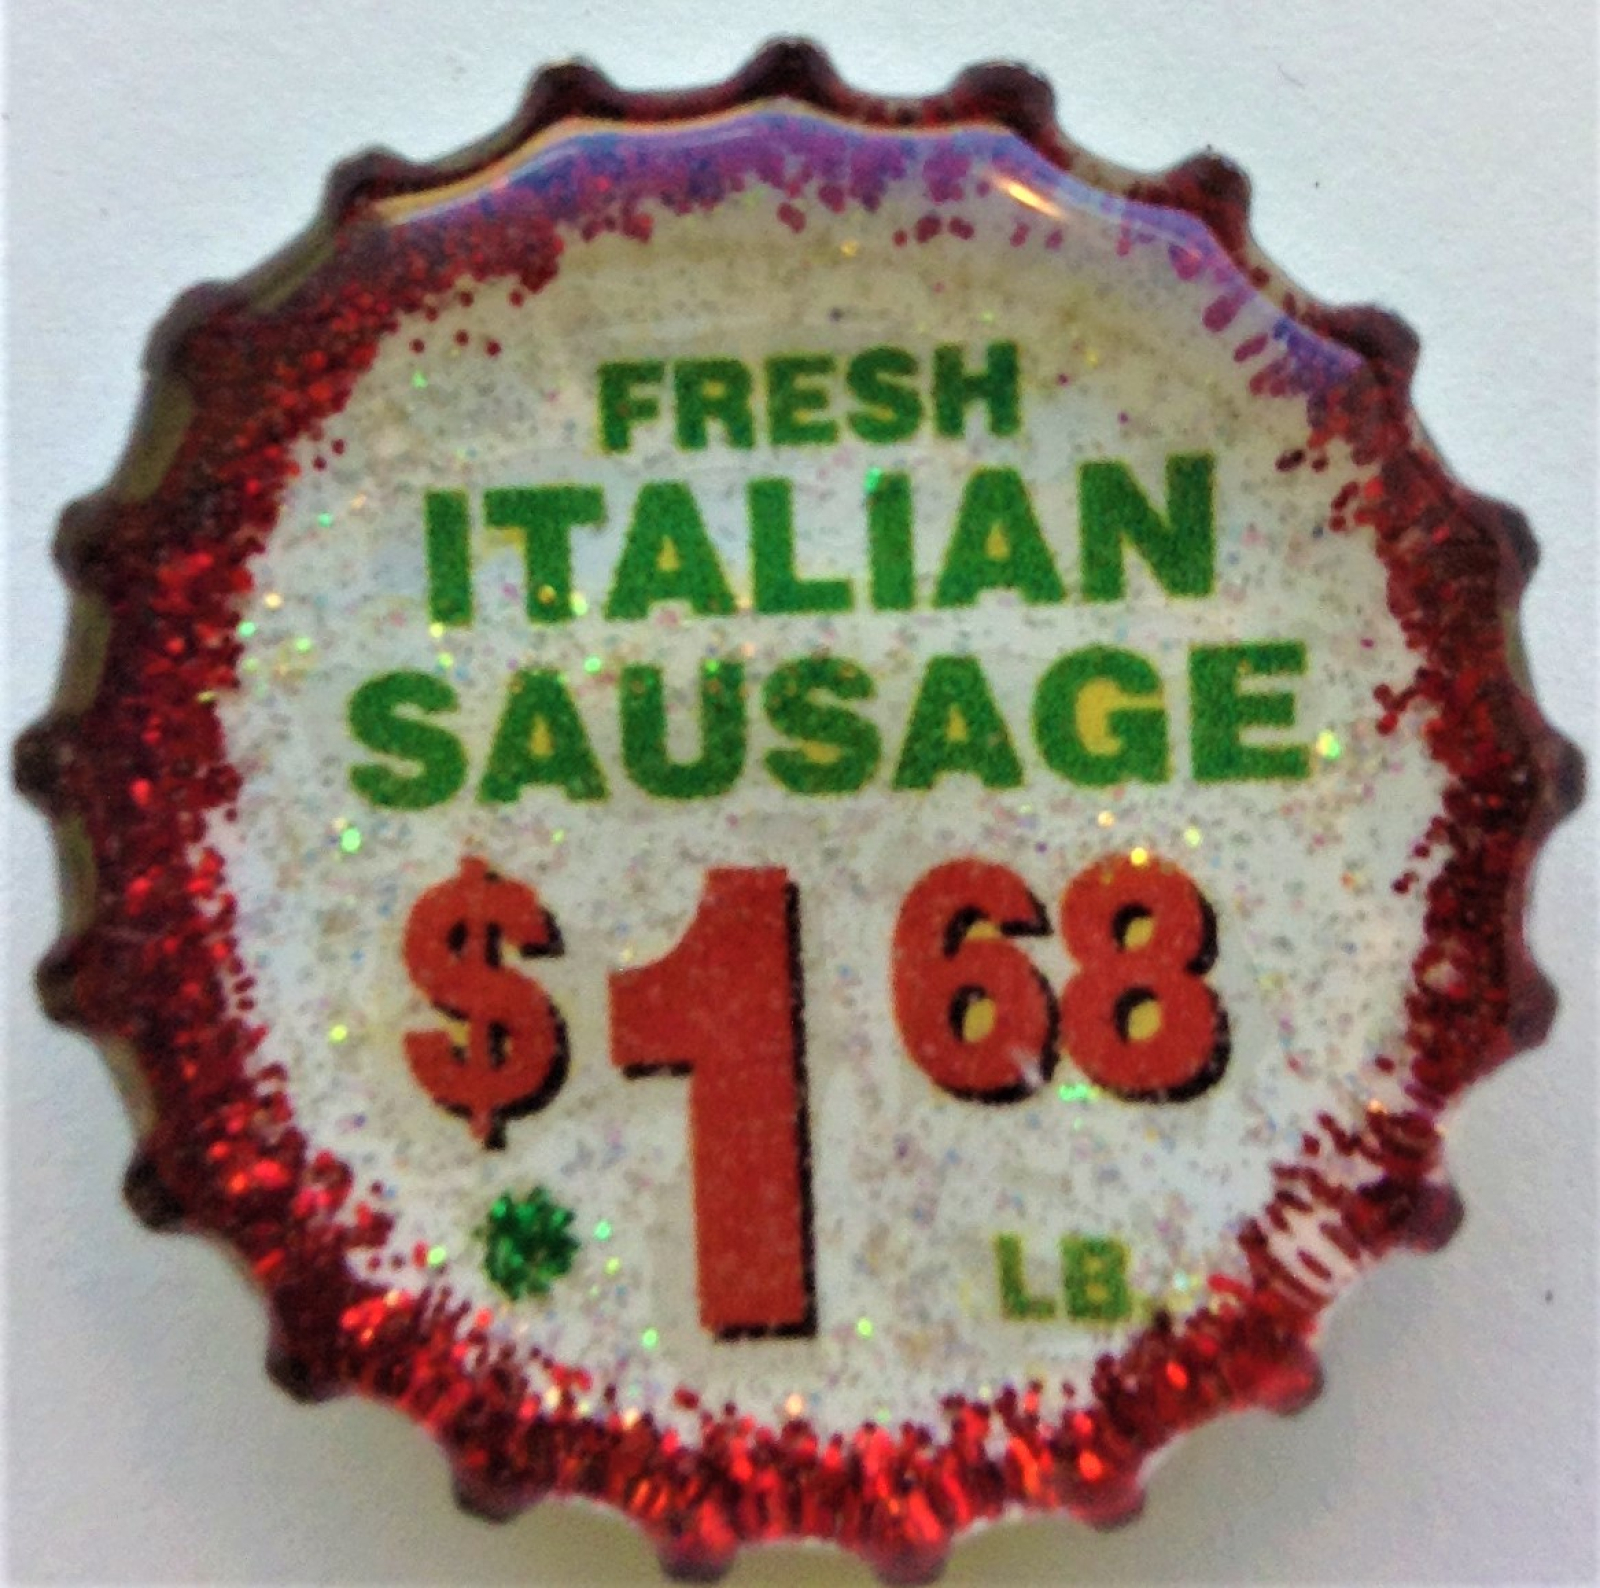 FRESH
ITALIAN
SAUSAGE
$1 68
LB.